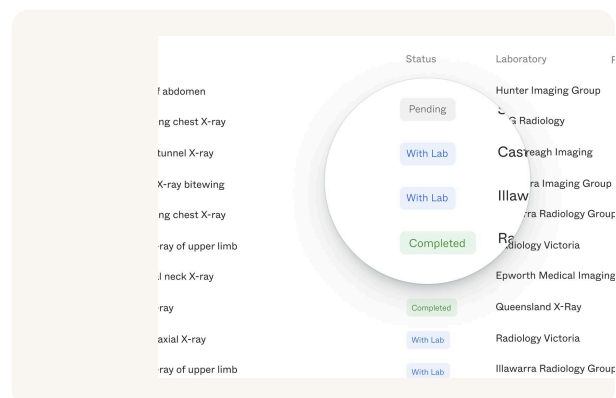 Status Laboratory
f abdomen Hunter Imaging Group
Pending
ng chest X-ray G Radiology
tunnel X-ray With Lab Castreagh Imaging
X-ray bitewing ra Imaging Group
With Lab Illaw
ng chest X-ray rra Radiology Group
Completed Ra
ray of upper limb diology Victoria
l neck X-ray Epworth Medical Imaging
ray Completed Queensland X-Ray
axial X-ray With Lab Radiology Victoria
ray of upper limb With Lab Illawarra Radiology Group